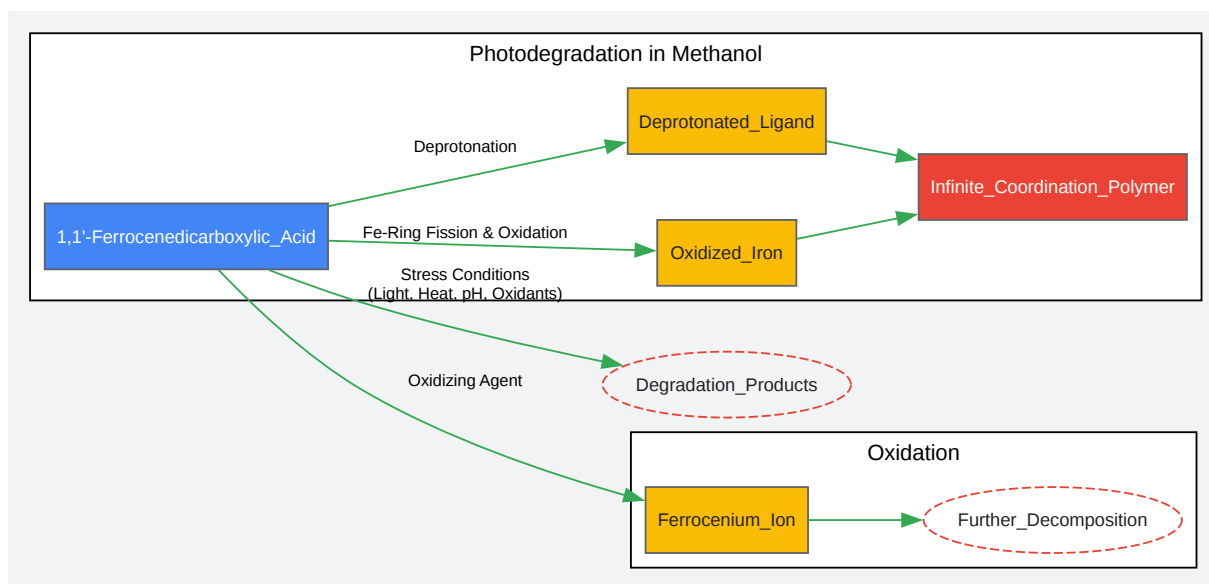 Photodegradation in Methanol
Deprotonated_Ligand
Deprotonation
Infinite_Coordination_Polymer
1,1'-Ferrocenedicarboxylic_Acid
Fe-Ring Fission & Oxidation
Oxidized_Iron
Stress Conditions
(Light, Heat, pH, Oxidants)
Oxidizing Agent
Degradation_Products
Oxidation
Ferrocenium_Ion
Further_Decomposition